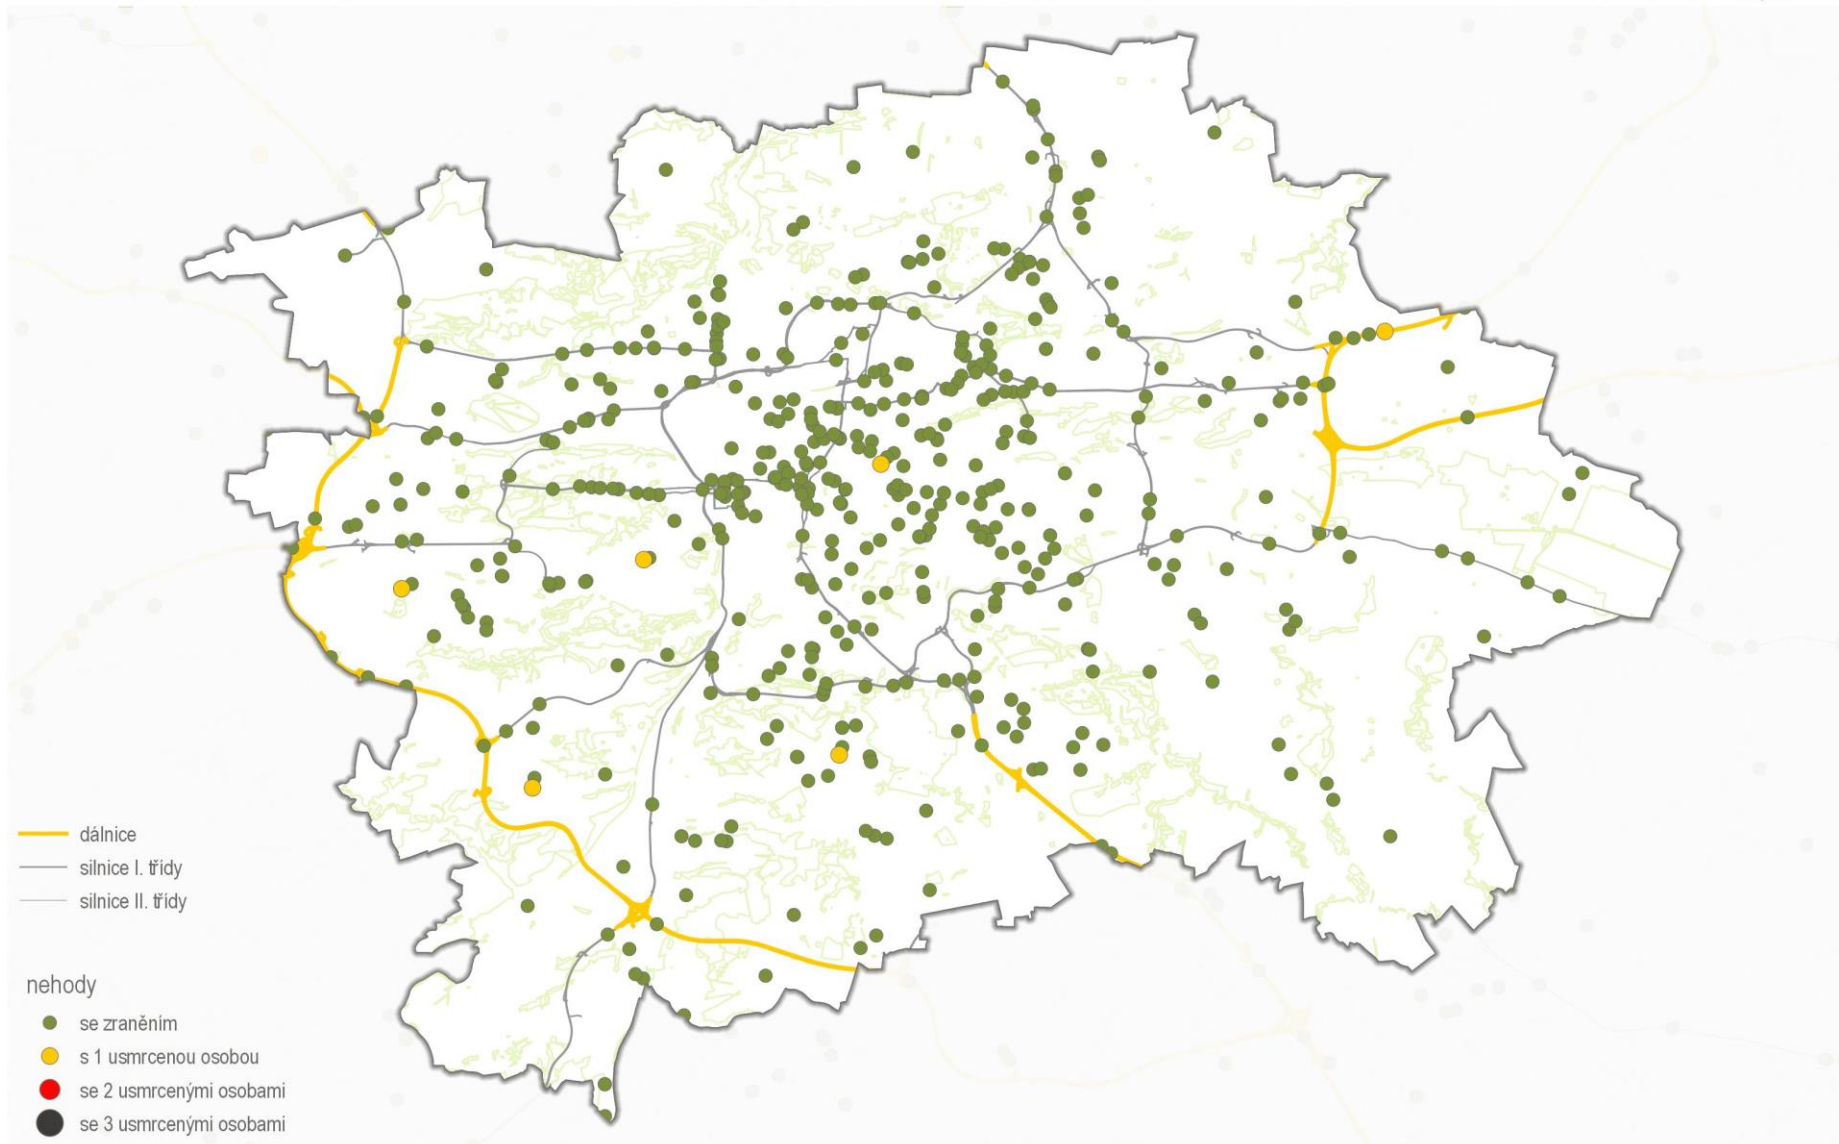 dálnice
silnice I. třídy
silnice II. třídy
nehody
se zraněním
s 1 usmrcenou osobou
se 2 usmrcenými osobami
se 3 usmrcenými osobami